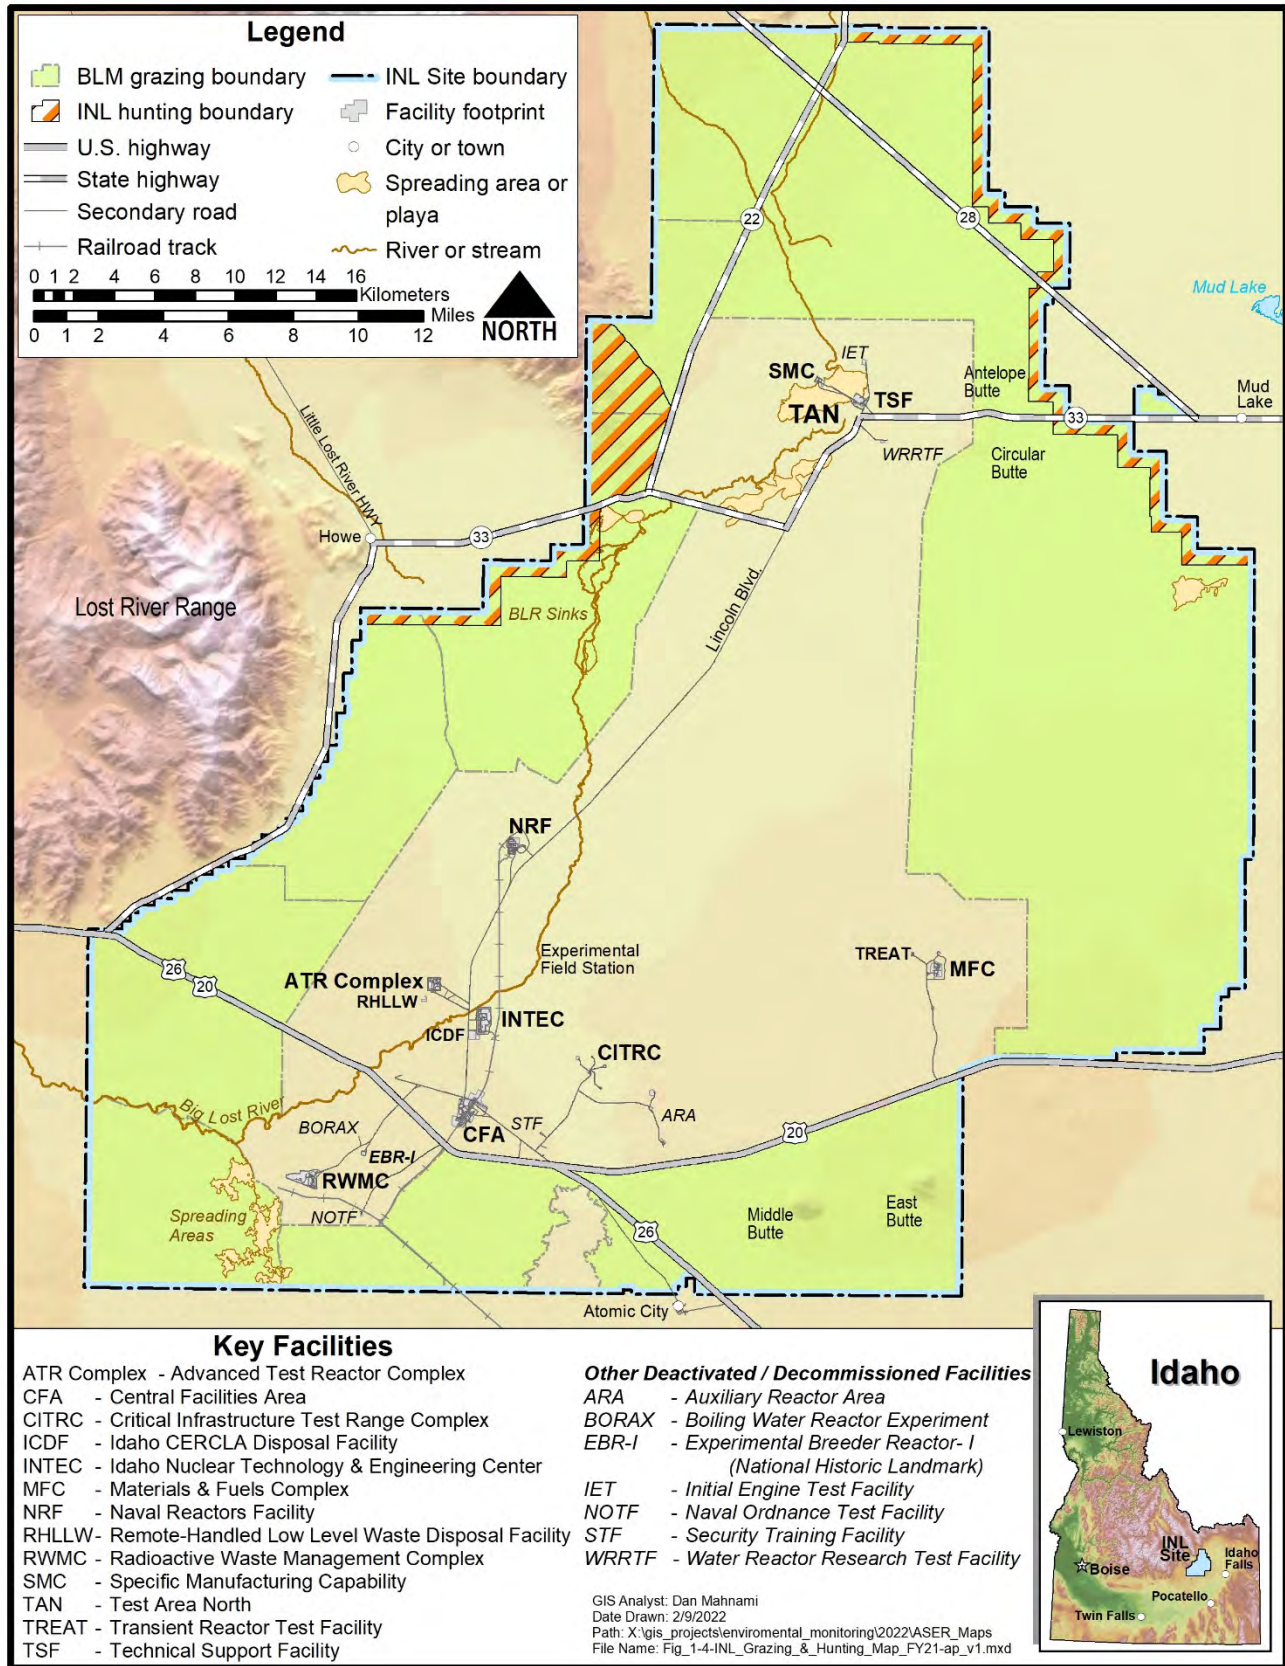 Legend
BLM grazing boundary
INL hunting boundary
U.S. highway
State highway
Secondary road
Railroad track
INL Site boundary
Facility footprint
City or town
Spreading area or
playa
River or stream
0 1 2 4 6 8 10 12 14 16
Kilometers
Miles
0 1 2 4 6 8 10 12
NORTH
22
28
Mud Lake
IET
SMC
TSF
TAN
Antelope
Butte
Mud
Lake
33
WRRTF
Circular
Butte
Little Lost River HWY
Howe
33
Lost River Range
BLR Sinks
Lincoln Blvd.
NRF
26
20
Experimental
Field Station
TREAT
MFC
ATR Complex
RHLLW
INTEC
ICDF
CITRC
Big Lost River
BORAX
STF
ARA
CFA
20
EBR-I
RWMC
Spreading
Areas
NOTF
Middle
Butte
East
Butte
26
Atomic City
Key Facilities
ATR Complex - Advanced Test Reactor Complex
CFA - Central Facilities Area
CITRC - Critical Infrastructure Test Range Complex
ICDF - Idaho CERCLA Disposal Facility
INTEC - Idaho Nuclear Technology & Engineering Center
MFC - Materials & Fuels Complex
NRF - Naval Reactors Facility
RHLLW- Remote-Handled Low Level Waste Disposal Facility
RWMC - Radioactive Waste Management Complex
SMC - Specific Manufacturing Capability
TAN - Test Area North
TREAT - Transient Reactor Test Facility
TSF - Technical Support Facility
Other Deactivated / Decommissioned Facilities
ARA - Auxiliary Reactor Area
BORAX - Boiling Water Reactor Experiment
EBR-I - Experimental Breeder Reactor- I
(National Historic Landmark)
IET - Initial Engine Test Facility
NOTF - Naval Ordnance Test Facility
STF - Security Training Facility
WRRTF - Water Reactor Research Test Facility
GIS Analyst: Dan Mahnami
Date Drawn: 2/9/2022
Path: X:\gis_projects\enviromental_monitoring\2022\ASER_Maps
File Name: Fig_1-4-INL_Grazing_&_Hunting_Map_FY21-ap_v1.mxd
Idaho
Lewiston
INL
Site
Idaho
Falls
Boise
Pocatello
Twin Falls